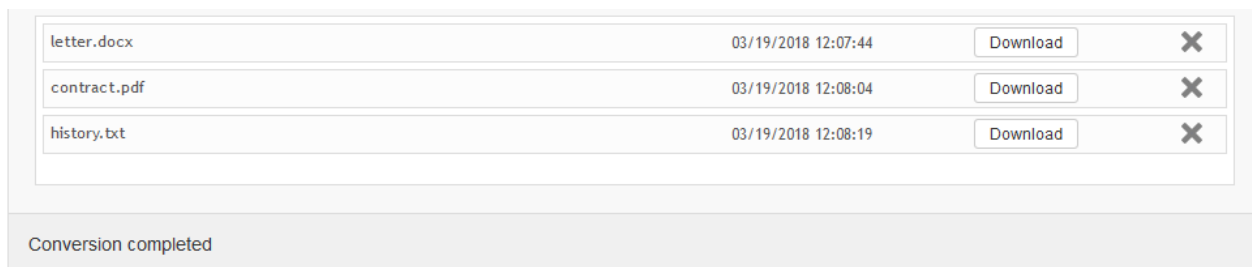 letter.docx 03/19/2018 12:07:44 Download
contract.pdf 03/19/2018 12:08:04 Download
history.txt 03/19/2018 12:08:19 Download
Conversion completed